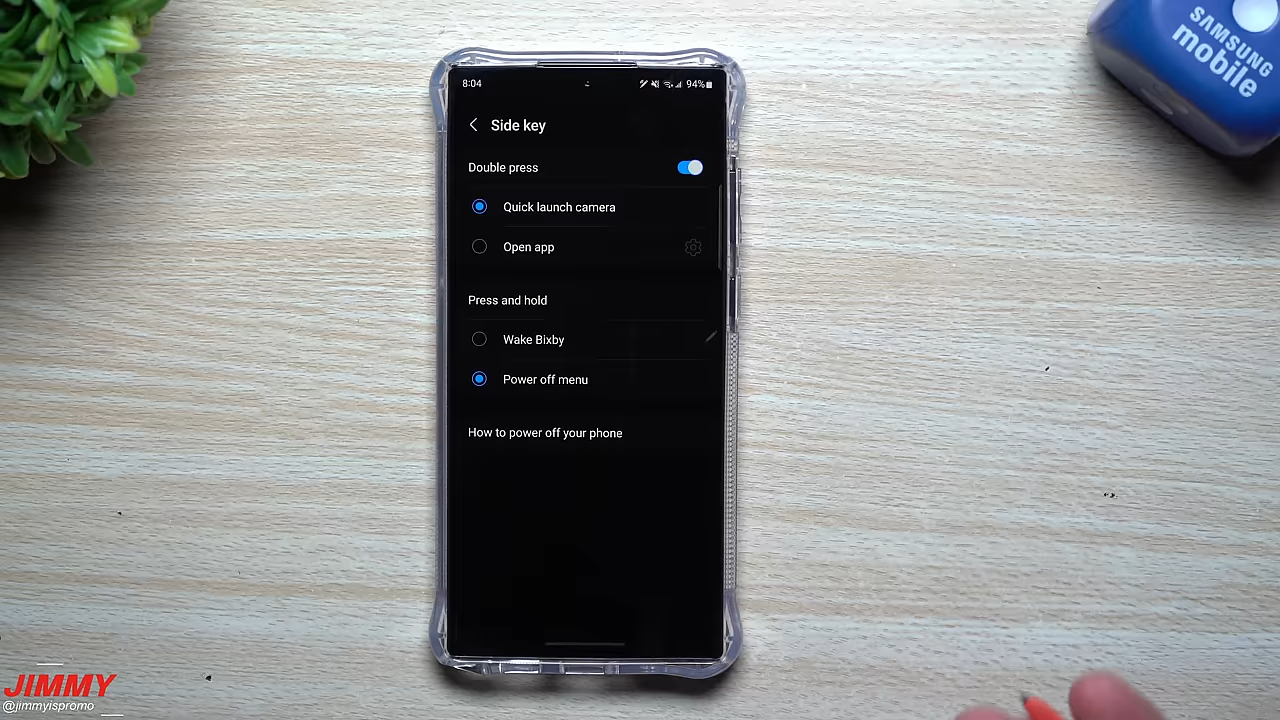 SAMSUNG
mobile
8:04
94%
Side key
Double press
Quick launch camera
Open app
Press and hold
Wake Bixby
Power off menu
How to power off your phone
JIMMY
@jimmyispromo